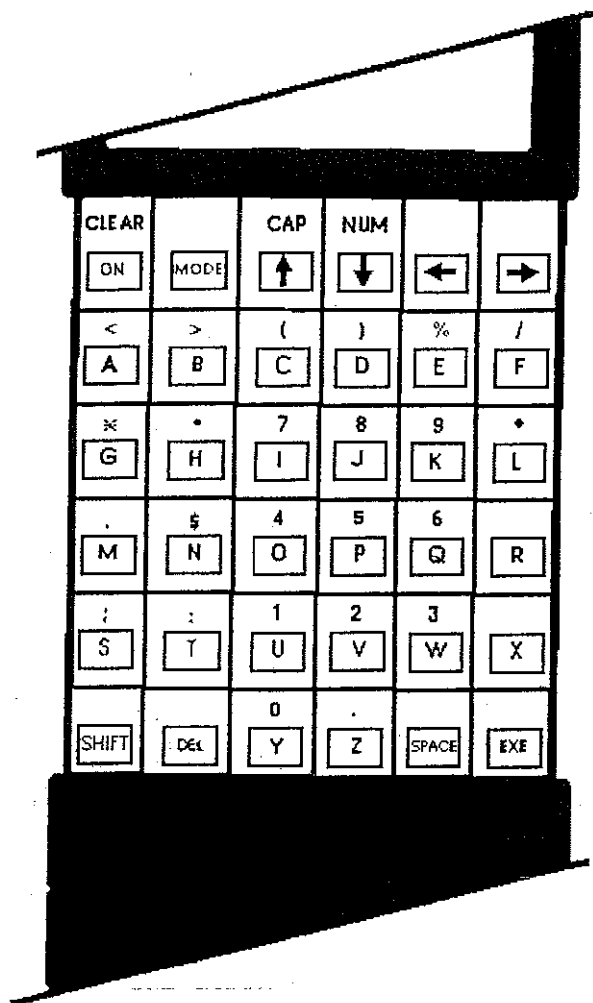 CLEAR CAP NUM
ON MODE ↑ ↓ ← →
< > ( ) % /
A B C D E F
7 8 9
G H I J K L
, $ 4 5 6
M N O P Q R
; : 1 2 3
S T U V W X
0 .
SHIFT DEL Y Z SPACE EXE